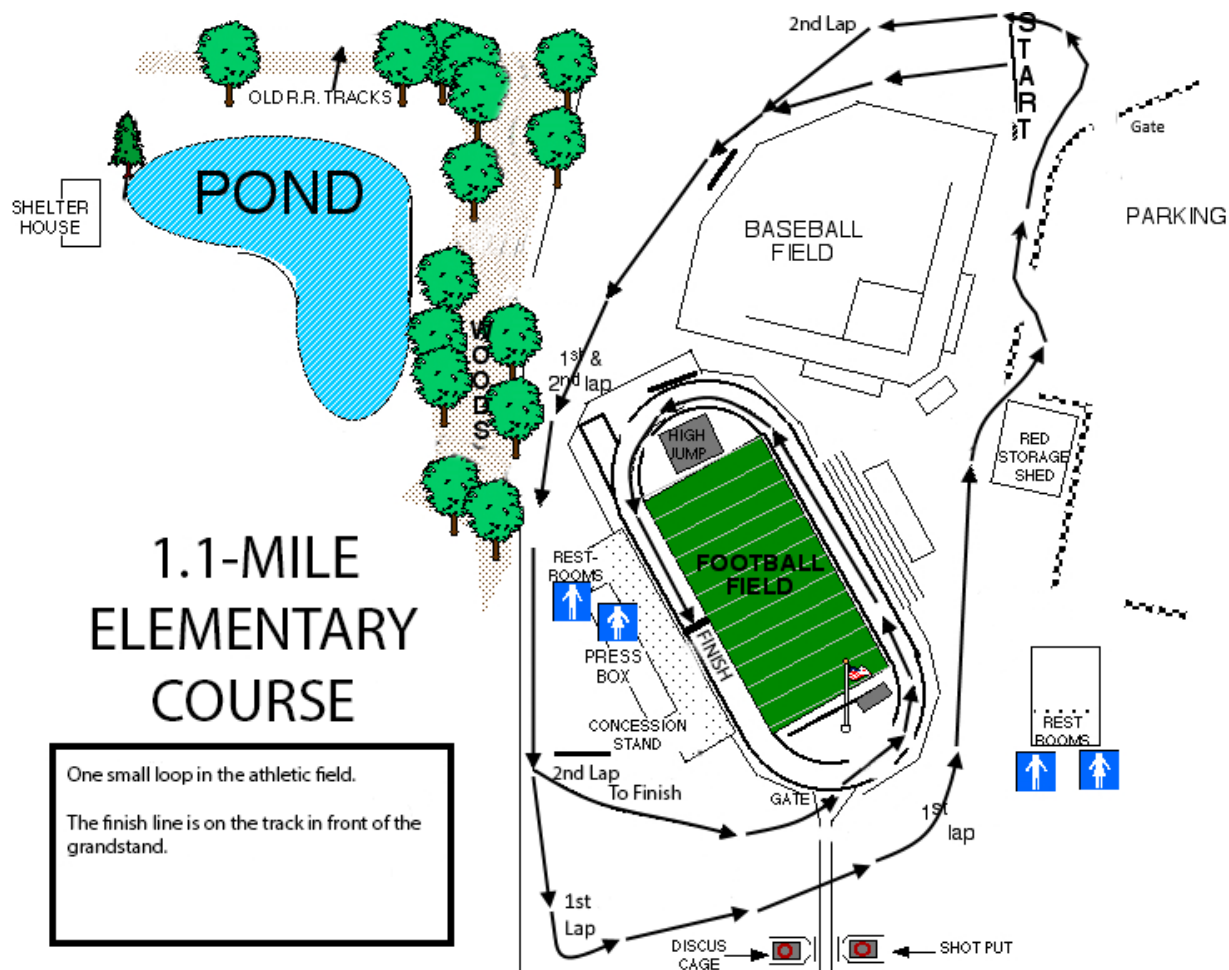 2nd Lap
START
OLD R.R. TRACKS
Gate
POND
SHELTER
HOUSE
PARKING
BASEBALL
FIELD
WOODS
1st &
2nd lap
HIGH
JUMP
RED
STORAGE
SHED
1.1-MILE
ELEMENTARY
COURSE
REST-
ROOMS
FOOTBALL
FIELD
FINISH
PRESS
BOX
CONCESSION
STAND
REST
ROOMS
One small loop in the athletic field.
The finish line is on the track in front of the
grandstand.
2nd Lap
To Finish
GATE
1st
lap
1st
Lap
DISCUS
CAGE
SHOT PUT